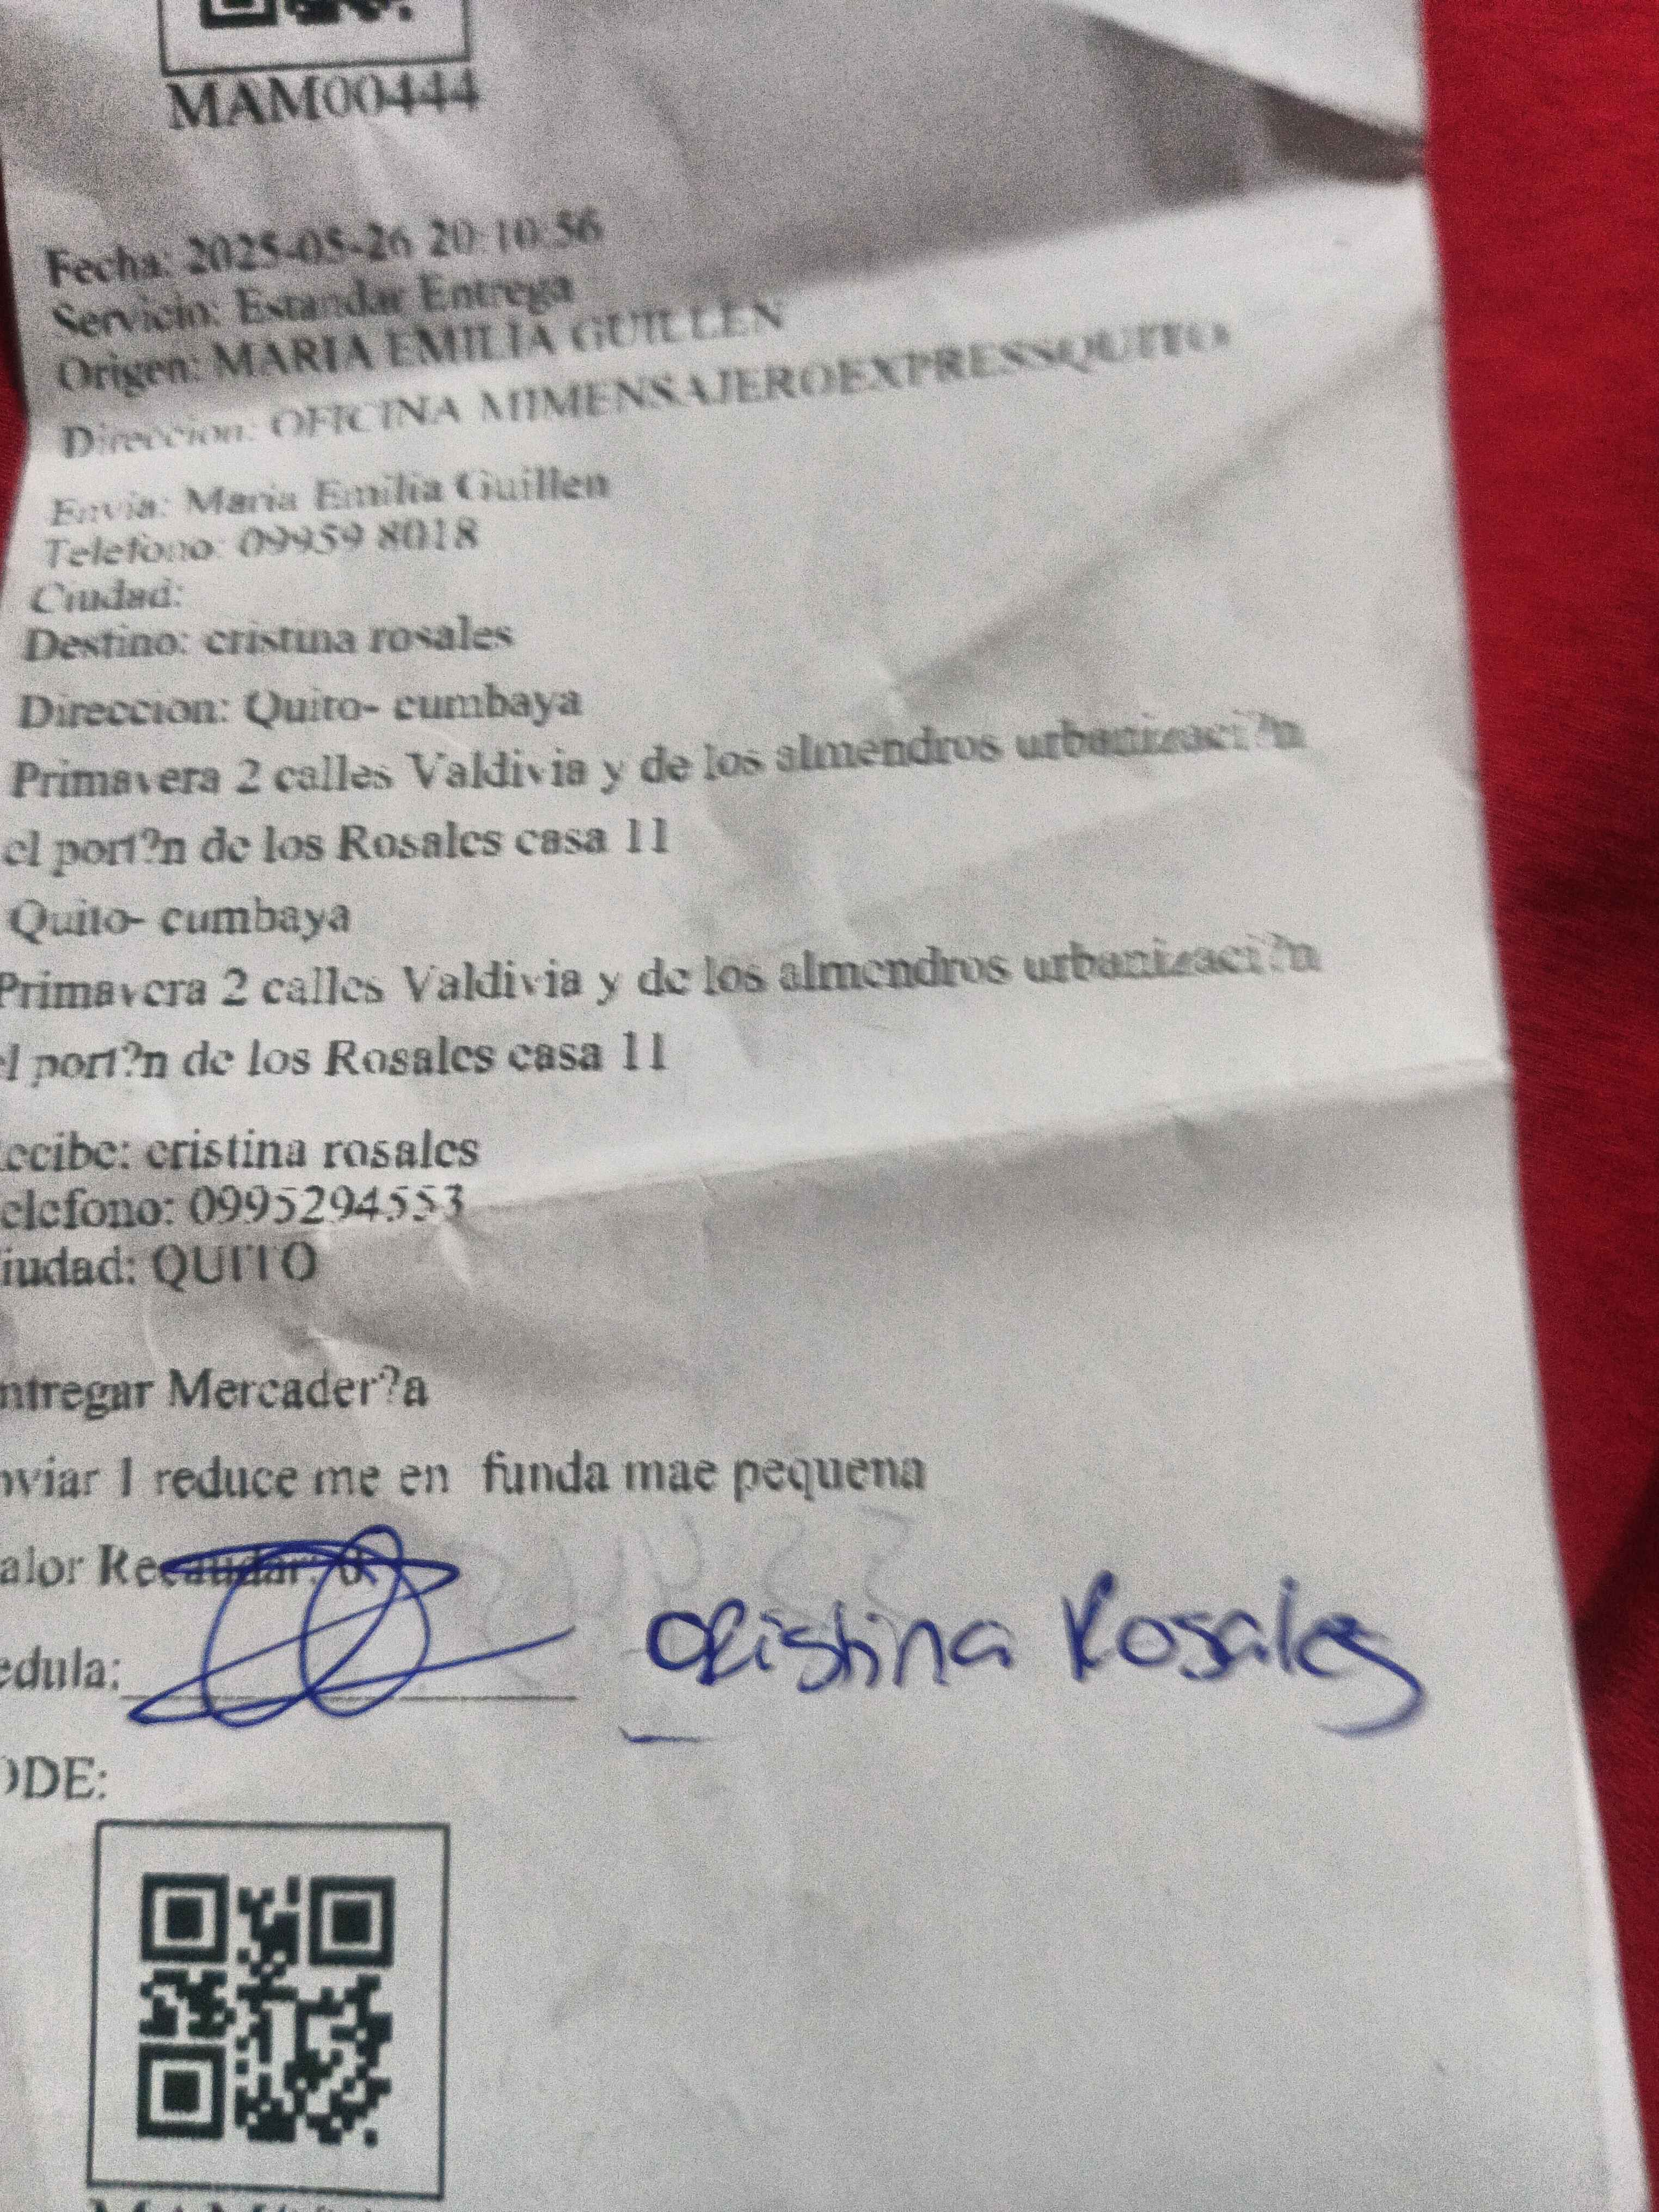 MAM00444
Fecha: 2025-05-26 20:10:56
Servicio: Estandar Entrega
Origen: MARIA EMILIA GUILLEN
Direccion: OFICINA MIMENSAJEROEXPRESSQUITO
Envia: Maria Emilia Guillen
Telefono: 09959 8018
Ciudad:
Destino: cristina rosales
Direccion: Quito- cumbaya
Primavera 2 calles Valdivia y de los almendros urbanizaci?n
el port?n de los Rosales casa 11
Quito- cumbaya
Primavera 2 calles Valdivia y de los almendros urbanizaci?n
el port?n de los Rosales casa 11
ecibe: cristina rosales
elefono: 0995294553
iudad: QUITO
ntregar Mercader?a
nviar 1 reduce me en funda mae pequena
alor Recaudar: 0
edula: Cristina Rosales
ODE: